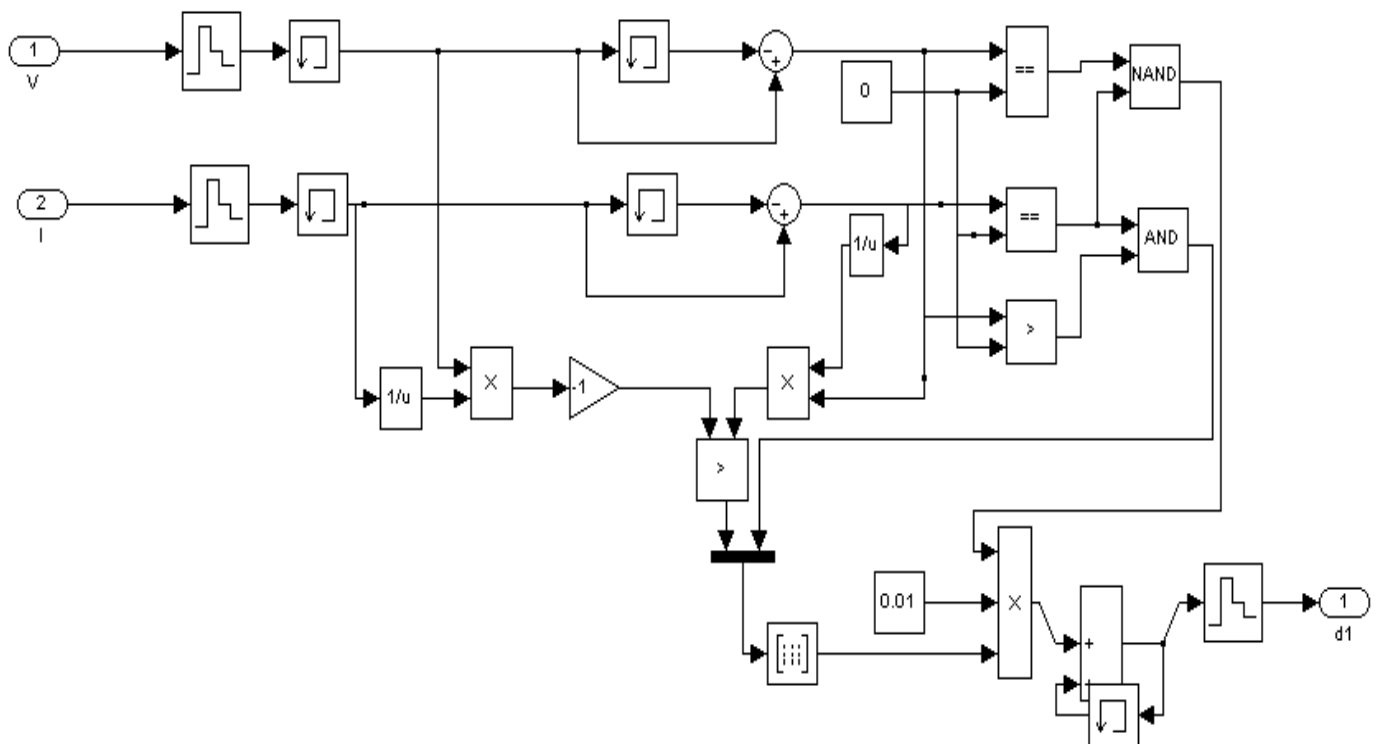 1
V
0
==
NAND
2
I
-
+
-
+
1/u
==
AND
>
1/u
X
-1
X
>
0.01
X
+
+
1
d1